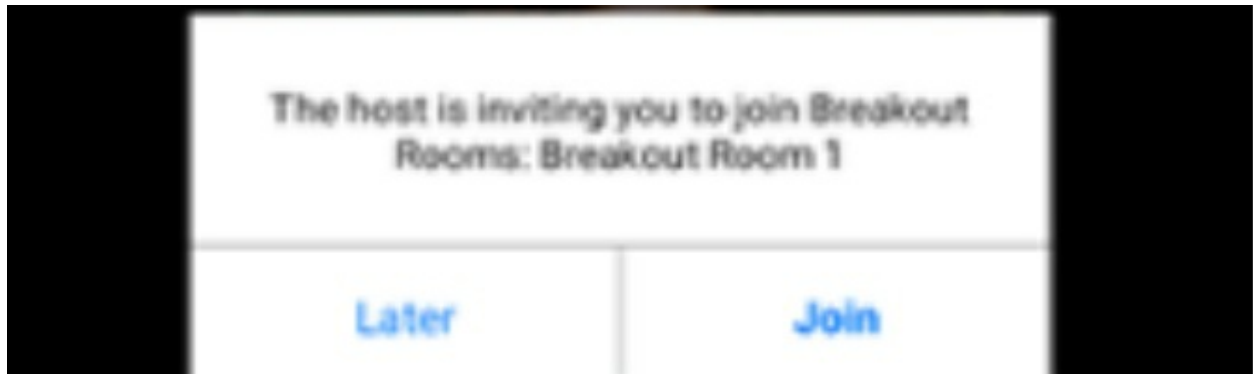 The host is inviting you to join Breakout
Rooms: Breakout Room 1
Later
Join